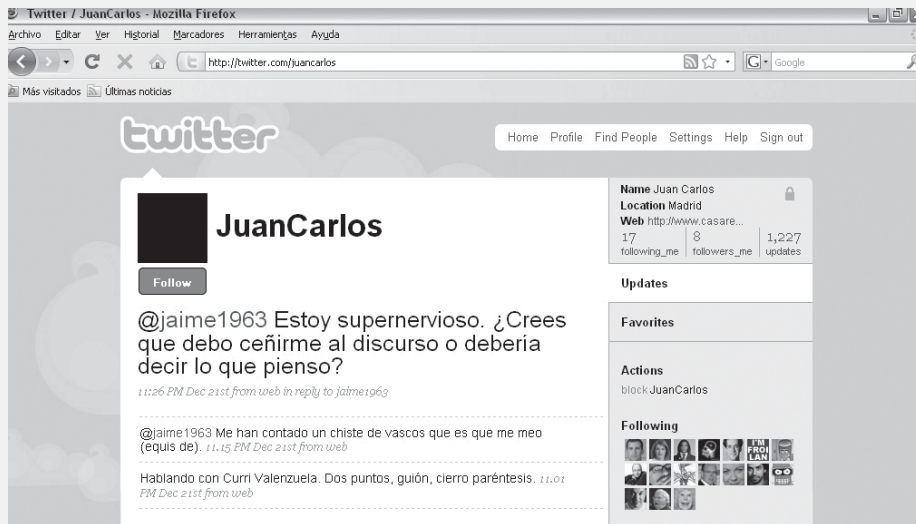 Twitter / JuanCarlos - Mozilla Firefox
Archivo Editar Ver Historial Marcadores Herramientas Ayuda
http://twitter.com/juancarlos
G Google
Más visitados Últimas noticias
twitter
Home Profile Find People Settings Help Sign out
JuanCarlos
Follow
@jaime1963 Estoy supernervioso. ¿Crees
que debo ceñirme al discurso o debería
decir lo que pienso?
11:26 PM Dec 21st from web in reply to jaime1963
@jaime1963 Me han contado un chiste de vascos que es que me meo
(equis de). 11.15 PM Dec 21st from web
Hablando con Curri Valenzuela. Dos puntos, guión, cierro paréntesis. 11.01
PM Dec 21st from web
Name Juan Carlos
Location Madrid
Web http://www.casare...
17 8 1,227
following_me followers_me updates
Updates
Favorites
Actions
block JuanCarlos
Following
I'M
FROI
LAN